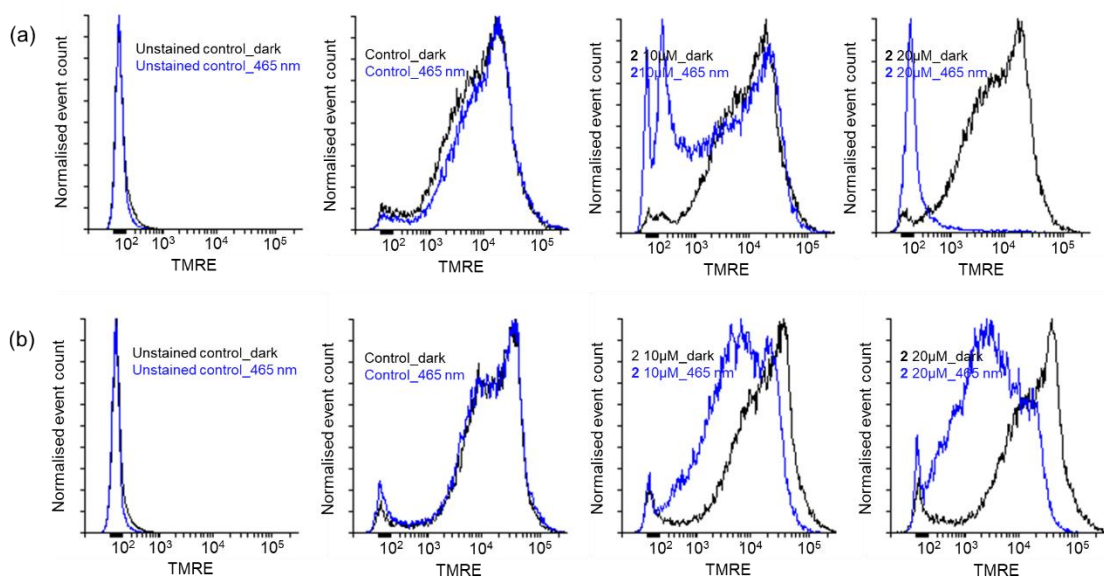 (a)
Normalised event count
Unstained control_dark
Unstained control_465 nm
10² 10³ 10⁴ 10⁵
TMRE
Normalised event count
Control_dark
Control_465 nm
10² 10³ 10⁴ 10⁵
TMRE
Normalised event count
2 10µM_dark
210µM_465 nm
10² 10³ 10⁴ 10⁵
TMRE
Normalised event count
2 20µM_dark
2 20µM_465 nm
10² 10³ 10⁴ 10⁵
TMRE
(b)
Normalised event count
Unstained control_dark
Unstained control_465 nm
10² 10³ 10⁴ 10⁵
TMRE
Normalised event count
Control_dark
Control_465 nm
10² 10³ 10⁴ 10⁵
TMRE
Normalised event count
2 10µM_dark
2 10µM_465 nm
10² 10³ 10⁴ 10⁵
TMRE
Normalised event count
2 20µM_dark
2 20µM_465 nm
10² 10³ 10⁴ 10⁵
TMRE